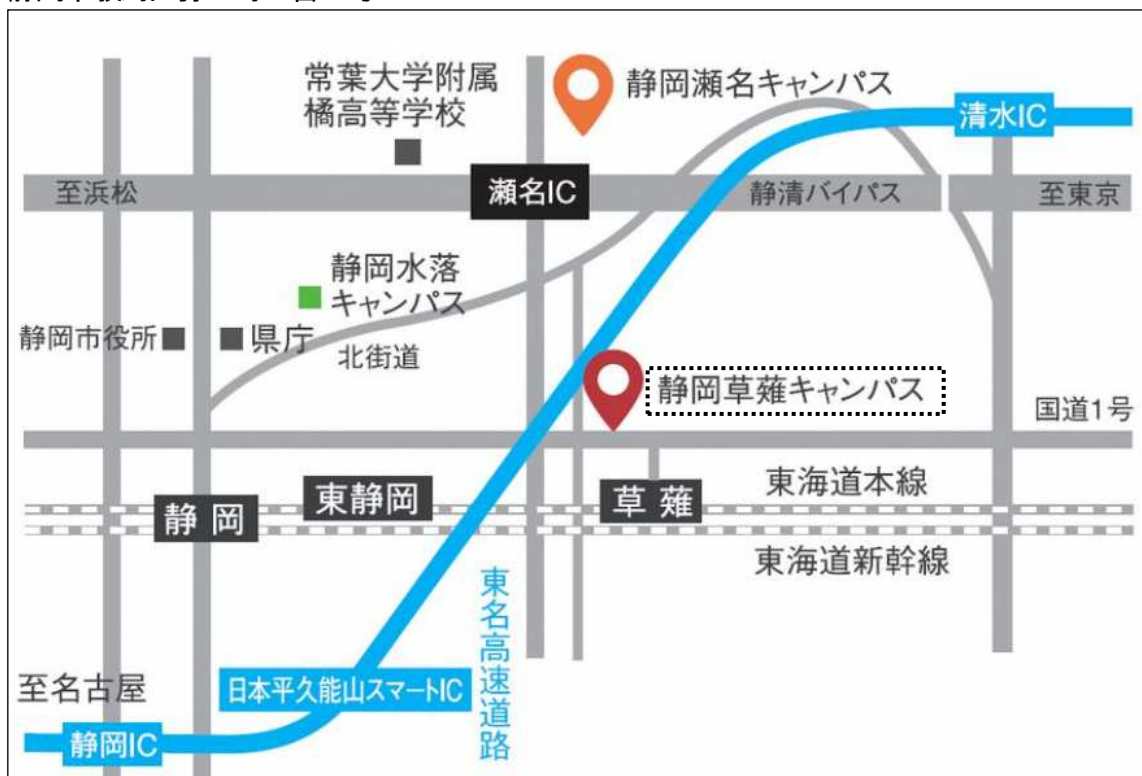 常葉大学附属
橘高等学校
静岡瀬名キャンパス
清水IC
至浜松
瀬名IC
静清バイパス
至東京
静岡水落
キャンパス
静岡市役所
県庁
北街道
静岡草薙キャンパス
国道1号
東海道本線
東静岡
草薙
静岡
東海道新幹線
東名高速道路
至名古屋
日本平久能山スマートIC
静岡IC